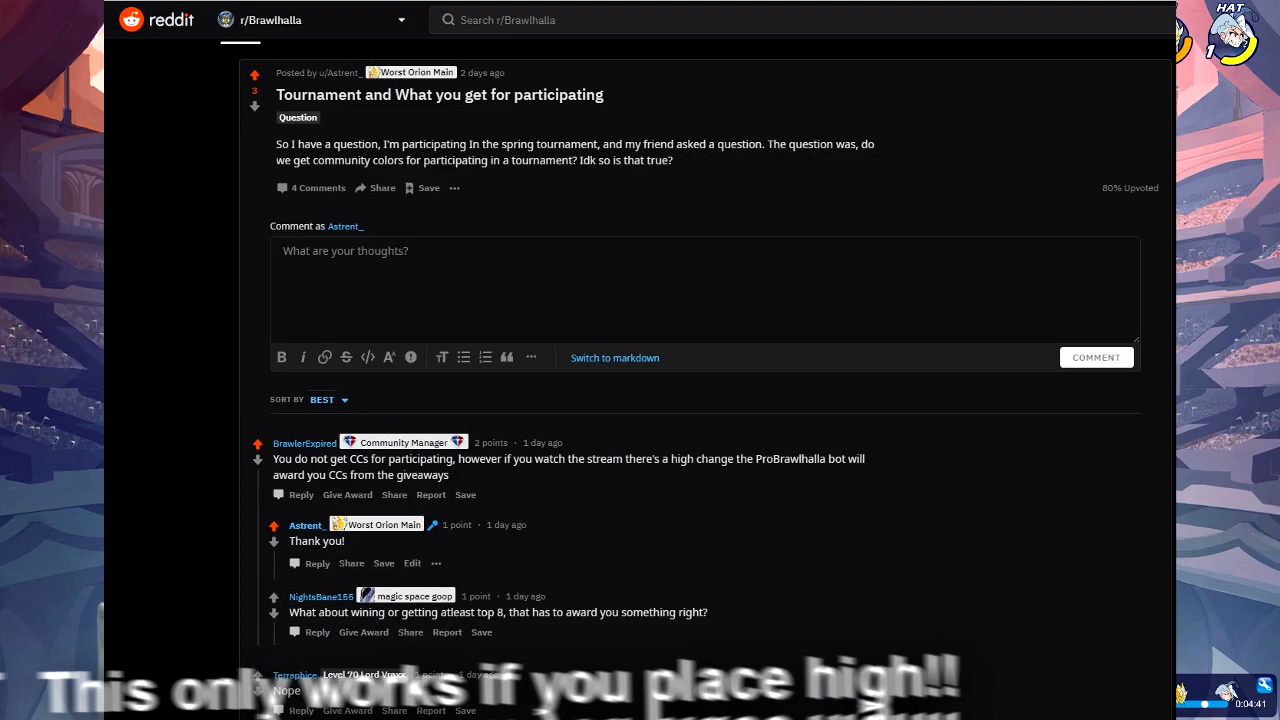 reddit
r/Brawlhalla
Search r/Brawlhalla
HAT
1
Posted by u/Astrent_ Worst Orion Main 2 days ago
3
Tournament and What you get for participating
Question
So I have a question, I'm participating In the spring tournament, and my friend asked a question. The question was, do
we get community colors for participating in a tournament? Idk so is that true?
4 Comments Share Save
80% Upvoted
Comment as Astrent_
What are your thoughts?
Switch to markdown
COMMENT
SORT BY BEST
BrawlerExpired Community Manager 2 points · 1 day ago
You do not get CCs for participating, however if you watch the stream there's a high change the ProBrawlhalla bot will
award you CCs from the giveaways
Reply Give Award Share Report Save
Astrent_ Worst Orion Main 1 point · 1 day ago
Thank you!
Reply Share Save Edit
NightsBane155 magic space goop 1 point · 1 day ago
What about wining or getting atleast top 8, that has to award you something right?
Reply Give Award Share Report Save
Terraphice Level 70 Lord 1 day ago
Nope
This only works if you place high!!
Reply Give Award Share Report Save
0:04:41